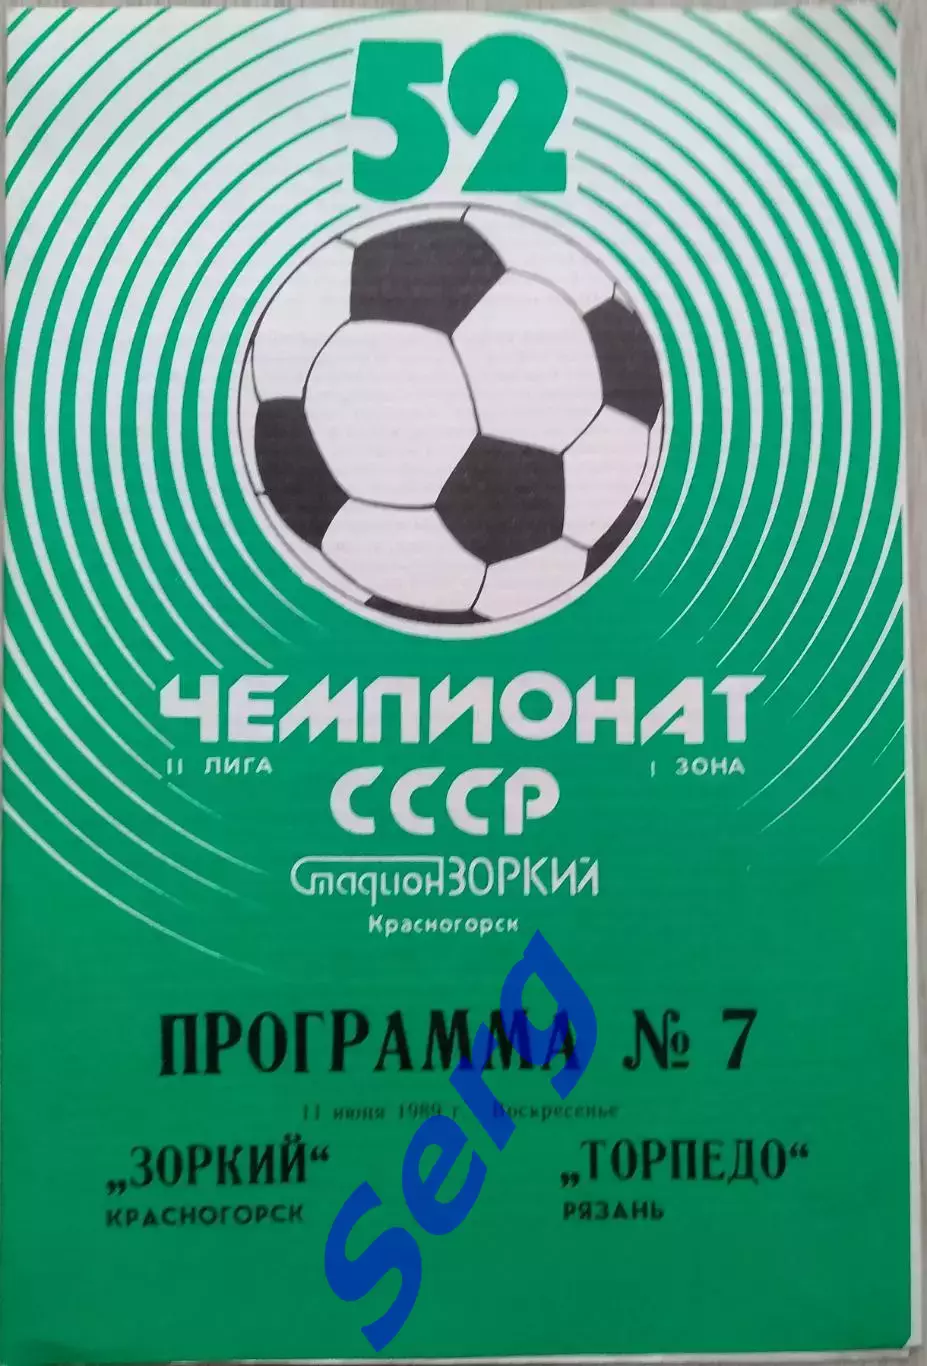 52
ЧЕМПИОНАТ
II ЛИГА I ЗОНА
СССР
Стадион ЗОРКИЙ
Красногорск
ПРОГРАММА № 7
11 июня 1989 г. Воскресенье
„ЗОРКИЙ“ „ТОРПЕДО“
КРАСНОГОРСК РЯЗАНЬ
Serg